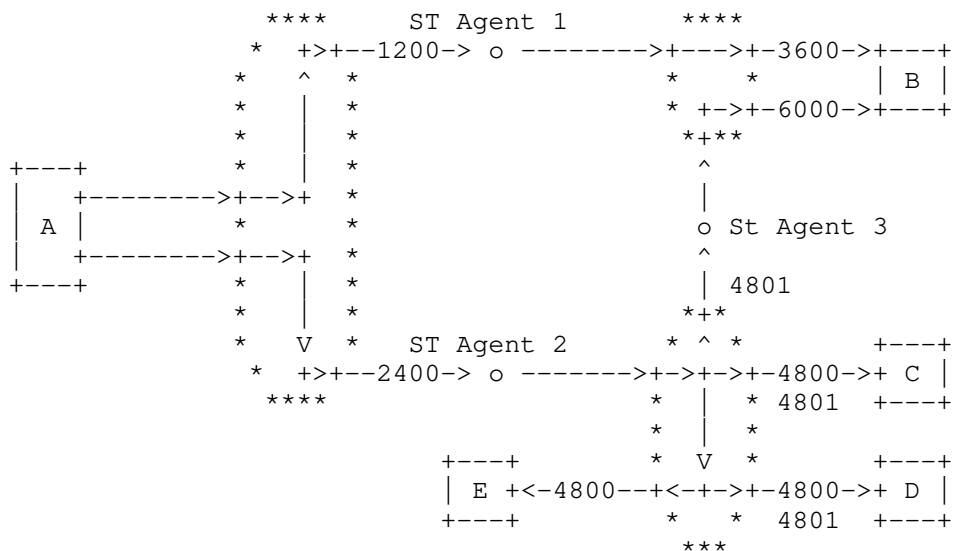 ****      ST Agent 1        ****
        *  +>+--1200-> o ---------->+--->+-3600->+---+
       *   ^  *                     *    *       | B |
       *   |  *                     * +->+-6000->+---+
       *   |  *                      *+**
+---+  *   |  *                       ^
|   +-------->+-->+  *                |
| A |  *      *                       o St Agent 3
|   +-------->+-->+  *                ^
+---+  *   |  *                       | 4801
       *   |  *                      *+*
       *   V  *    ST Agent 2       * ^ *        +---+
        *  +>+--2400-> o ------->+->+->+-4800->+ C |
         ****                      *  |  * 4801  +---+
                                   *  |  *
                     +---+         *  V  *       +---+
                     | E +<-4800--+<-+->+-4800->+ D |
                     +---+          *   *  4801  +---+
                                     ***